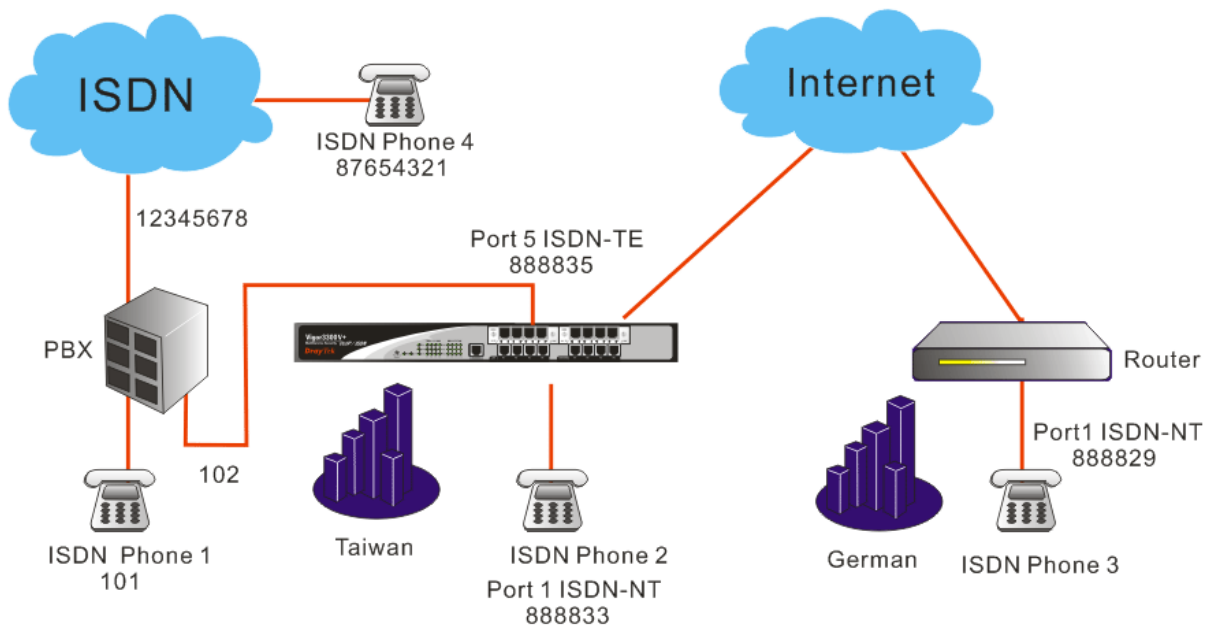 ISDN
Internet
ISDN Phone 4
87654321
12345678
Port 5 ISDN-TE
888835
PBX
Vigor3300V+
Router
Port1 ISDN-NT
888829
102
Taiwan
German
ISDN Phone 1
101
ISDN Phone 2
Port 1 ISDN-NT
888833
ISDN Phone 3